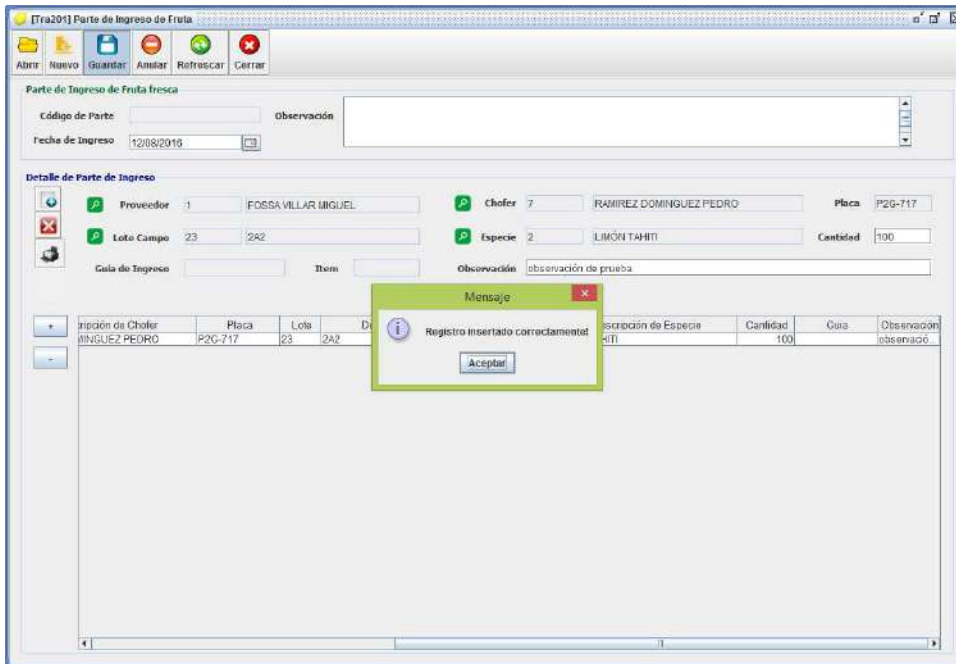 [Tra201] Parte de Ingreso de Fruta
Abrir Nuevo Guardar Anular Refrescar Cerrar
Parte de Ingreso de Fruta fresca
Código de Parte Observación
Fecha de Ingreso 12/08/2016
Detalle de Parte de Ingreso
Proveedor 1 FOSSA VILLAR MIGUEL Chofer 7 RAMIREZ DOMINGUEZ PEDRO Placa P2G-717
Lote Campo 23 2A2 Especie 2 LIMÓN TAHITI Cantidad 100
Guia de Ingreso Item Observación observación de prueba
Mensaje
Registro insertado correctamente!
Aceptar
+ ripción de Chofer Placa Lote De scripción de Especie Cantidad Guia Observación
MINGUEZ PEDRO P2G-717 23 2A2 HITI 100 observació...
-